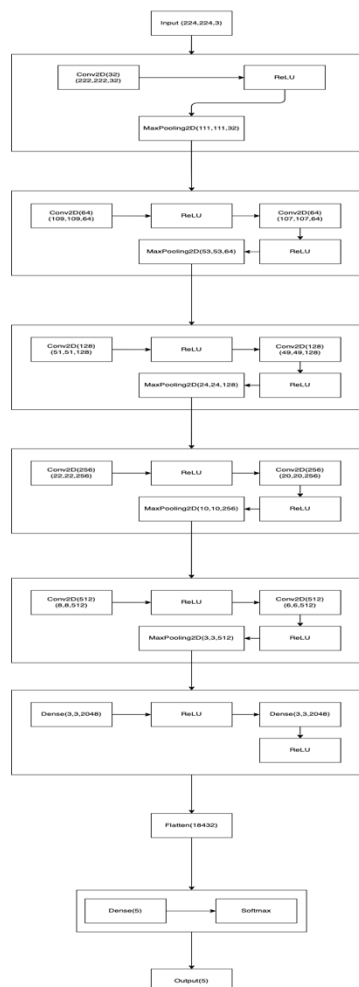 Input (224,224,3)
Conv2D(32)
(222,222,32)
ReLU
MaxPooling2D(111,111,32)
Conv2D(64)
(109,109,64)
ReLU
Conv2D(64)
(107,107,64)
MaxPooling2D(53,53,64)
ReLU
Conv2D(128)
(51,51,128)
ReLU
Conv2D(128)
(49,49,128)
MaxPooling2D(24,24,128)
ReLU
Conv2D(256)
(22,22,256)
ReLU
Conv2D(256)
(20,20,256)
MaxPooling2D(10,10,256)
ReLU
Conv2D(512)
(8,8,512)
ReLU
Conv2D(512)
(6,6,512)
MaxPooling2D(3,3,512)
ReLU
Dense(3,3,2048)
ReLU
Dense(3,3,2048)
ReLU
Flatten(18432)
Dense(5)
Softmax
Output(5)